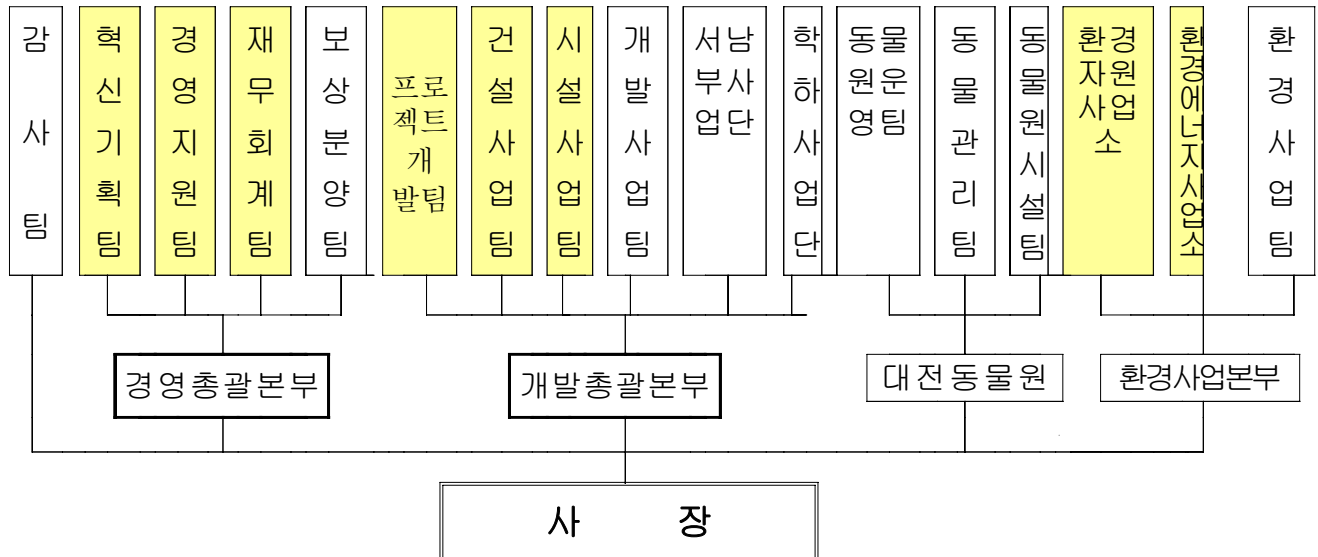 감사팀
혁신기획팀
경영지원팀
재무회계팀
보상분양팀
프로
젝트
개
발팀
건설사업팀
시설사업팀
개발사업팀
서남
부사
업단
학하사업단
동물
원운
영팀
동물관리팀
동물원시설팀
환경
자원
사업
소
환경에너지사업소
환경사업팀
경영총괄본부
개발총괄본부
대전동물원
환경사업본부
사 장